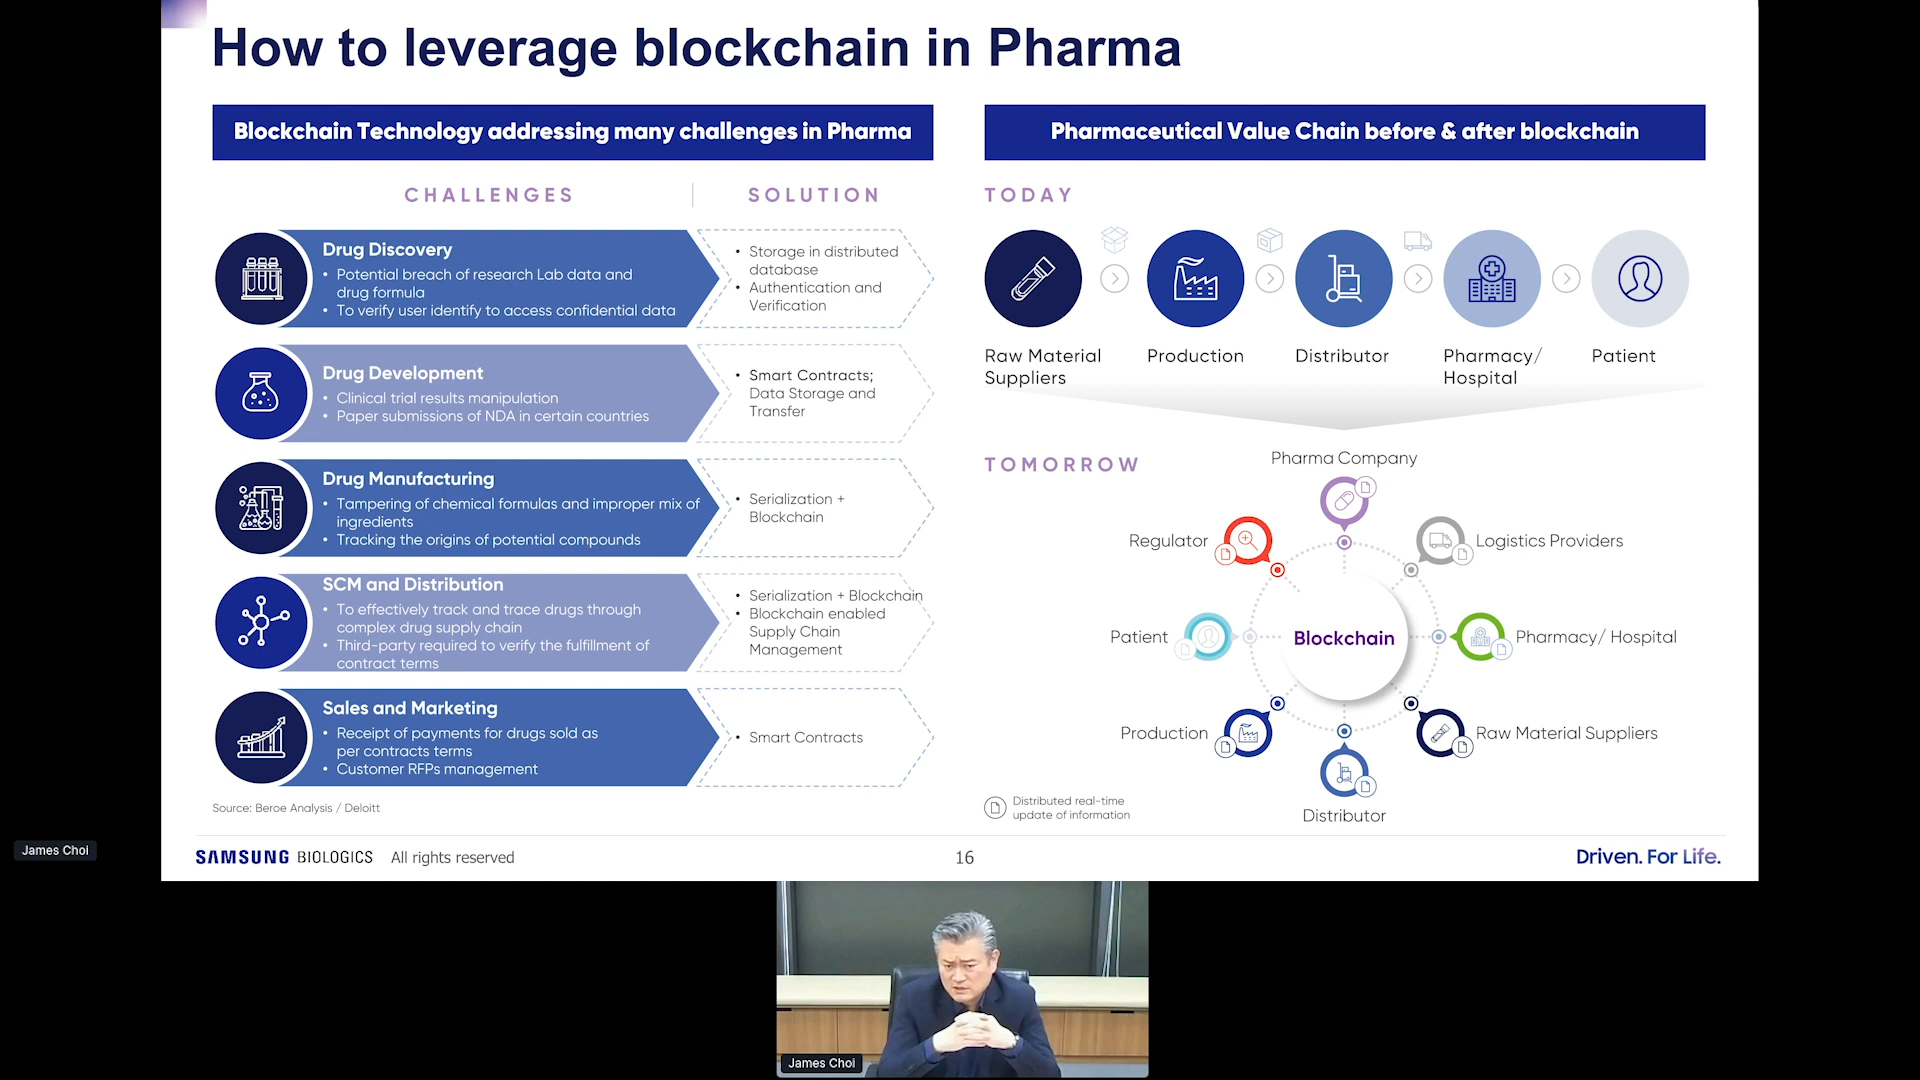 How to leverage blockchain in Pharma
Blockchain Technology addressing many challenges in Pharma
CHALLENGES
SOLUTION
Drug Discovery
• Potential breach of research Lab data and
drug formula
• To verify user identify to access confidential data
• Storage in distributed
database
• Authentication and
Verification
Drug Development
• Clinical trial results manipulation
• Paper submissions of NDA in certain countries
• Smart Contracts;
Data Storage and
Transfer
Drug Manufacturing
• Tampering of chemical formulas and improper mix of
ingredients
• Tracking the origins of potential compounds
• Serialization +
Blockchain
SCM and Distribution
• To effectively track and trace drugs through
complex drug supply chain
• Third-party required to verify the fulfillment of
contract terms
• Serialization + Blockchain
• Blockchain enabled
Supply Chain
Management
Sales and Marketing
• Receipt of payments for drugs sold as
per contracts terms
• Customer RFPs management
• Smart Contracts
Source: Beroe Analysis / Deloitt
Pharmaceutical Value Chain before & after blockchain
TODAY
Raw Material
Suppliers
Production
Distributor
Pharmacy/
Hospital
Patient
TOMORROW
Pharma Company
Regulator
Logistics Providers
Patient
Blockchain
Pharmacy/ Hospital
Production
Raw Material Suppliers
Distributor
Distributed real-time
update of information
SAMSUNG BIOLOGICS All rights reserved
16
Driven. For Life.
James Choi
James Choi